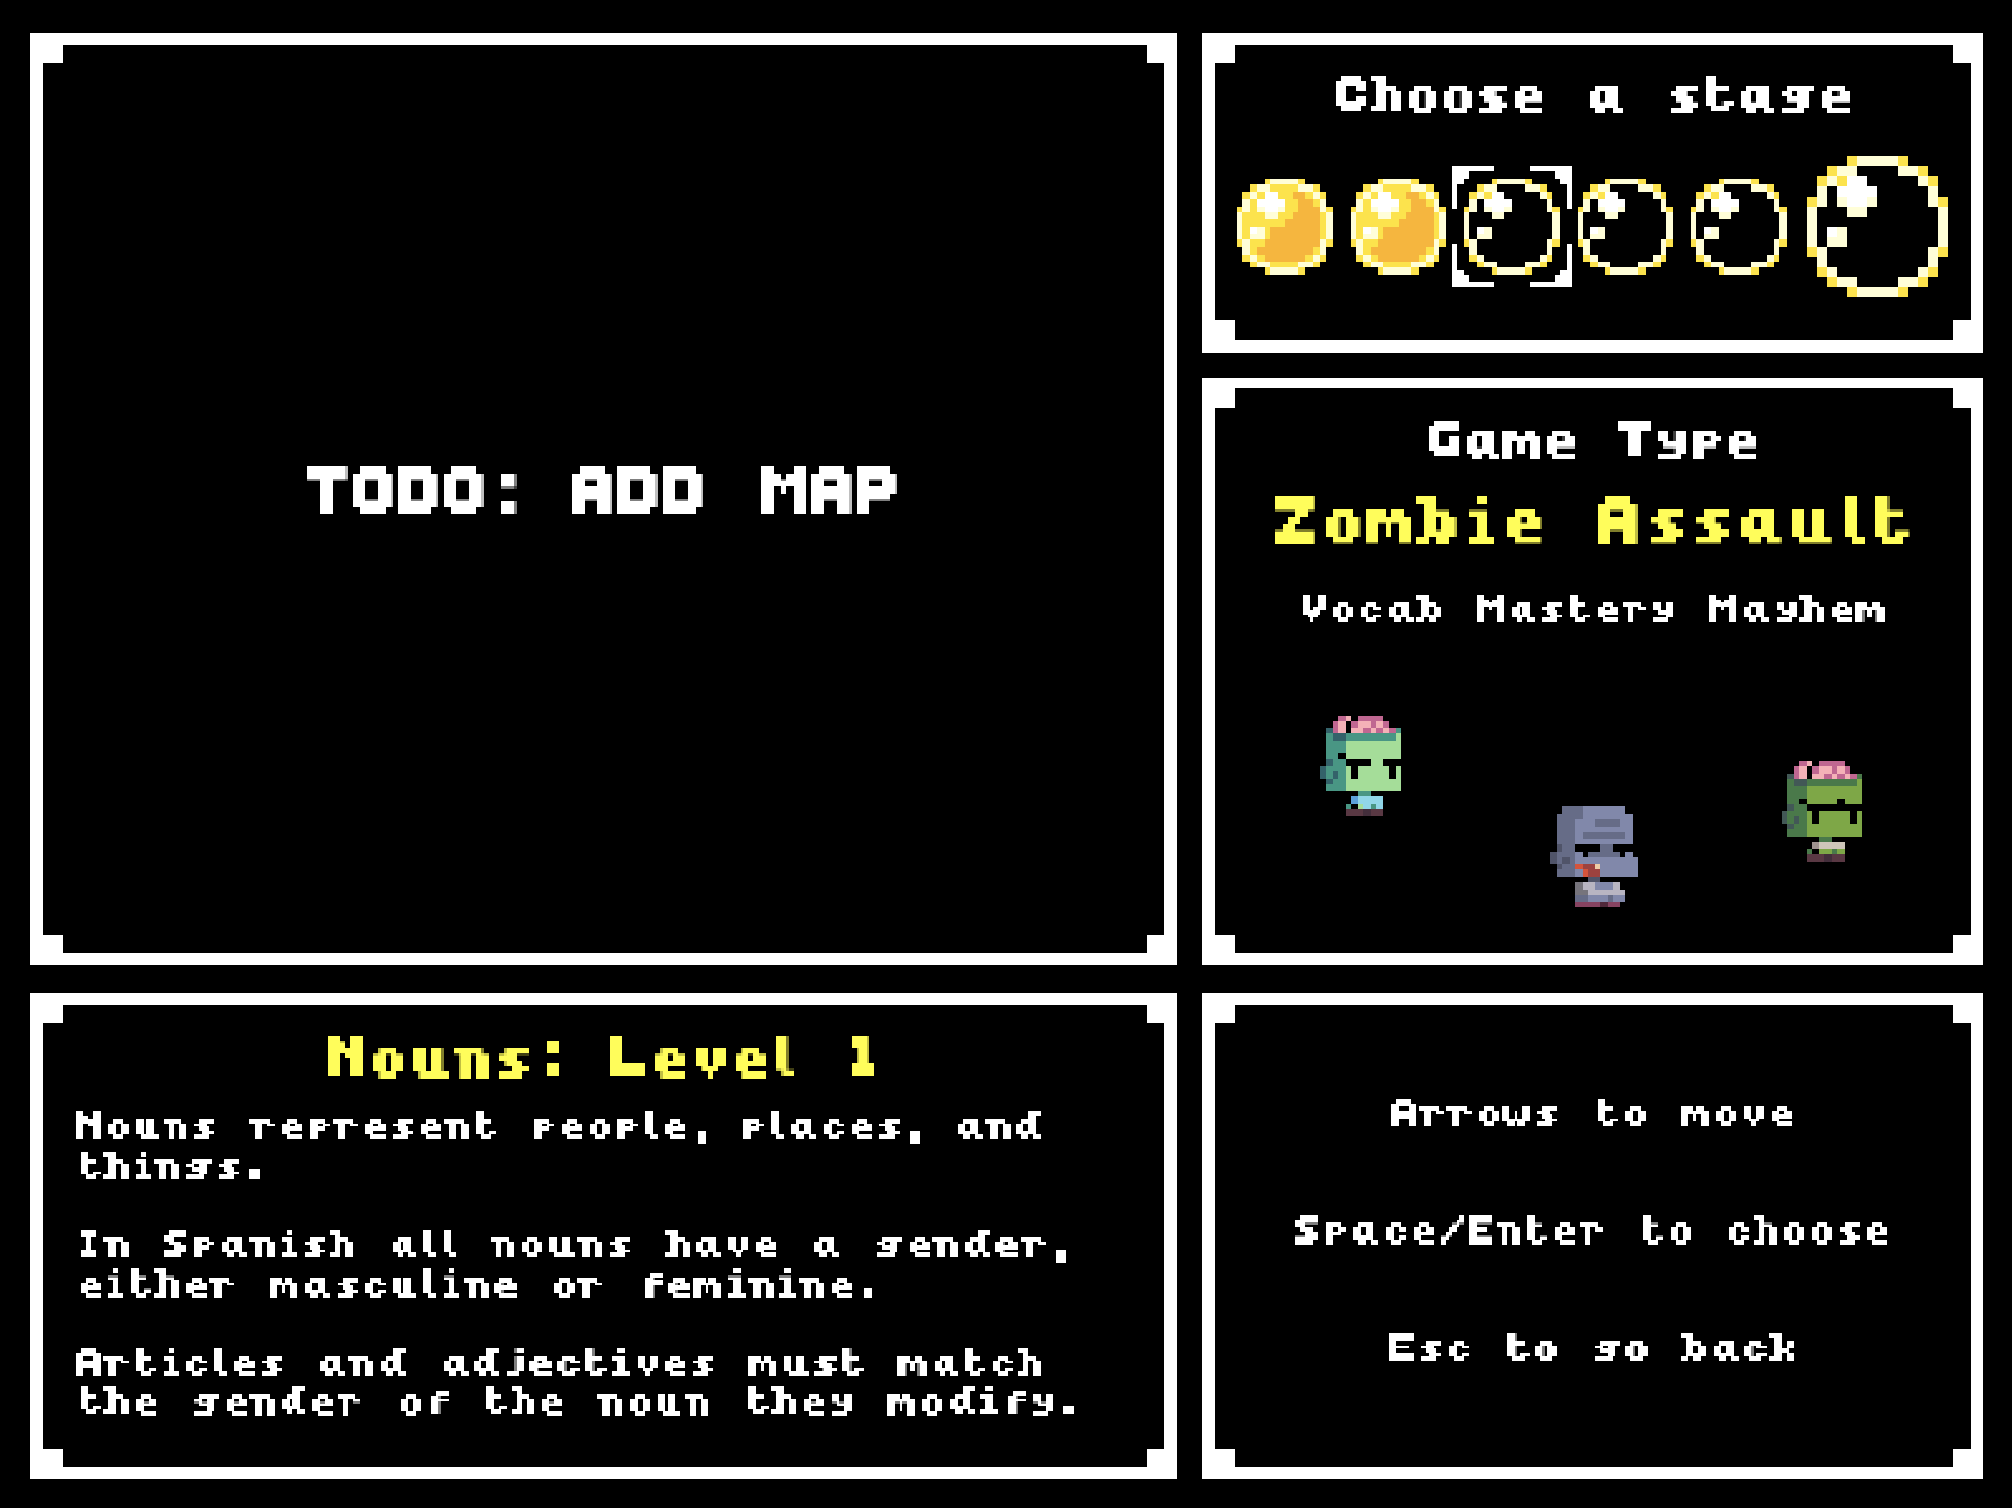 TODO: ADD MAP
Choose a stage
Game Type
Zombie Assault
Vocab Mastery Mayhem
Nouns: Level 1
Nouns represent people, places, and
things.
In Spanish all nouns have a gender,
either masculine or feminine.
Articles and adjectives must match
the gender of the noun they modify.
Arrows to move
Space/Enter to choose
Esc to go back